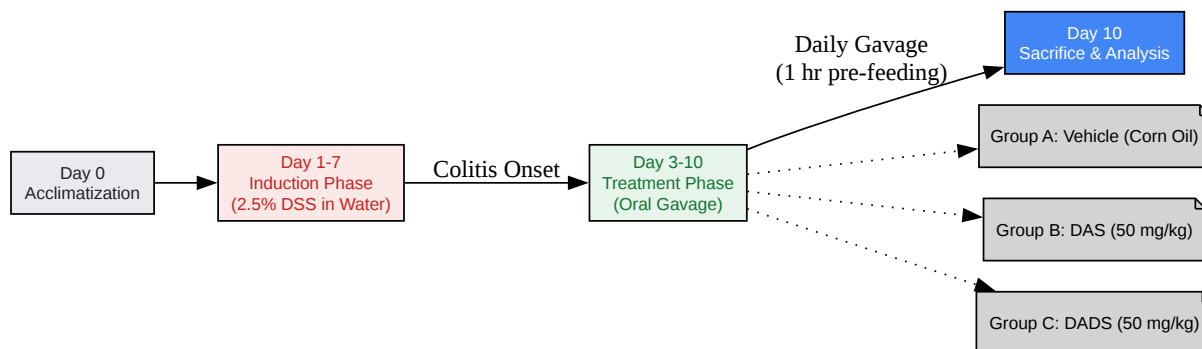 Day 0
Acclimatization
Day 1-7
Induction Phase
(2.5% DSS in Water)
Colitis Onset
Day 3-10
Treatment Phase
(Oral Gavage)
Daily Gavage
(1 hr pre-feeding)
Day 10
Sacrifice & Analysis
Group A: Vehicle (Corn Oil)
Group B: DAS (50 mg/kg)
Group C: DADS (50 mg/kg)